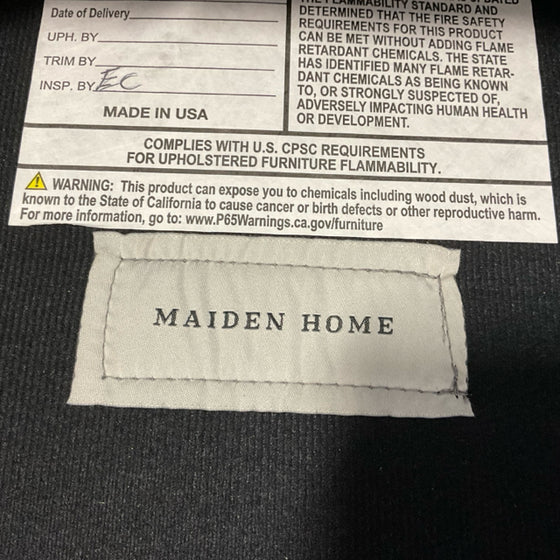 Date of Delivery
UPH. BY
TRIM BY
INSP. BY EC
MADE IN USA
FLAMMABILITY STANDARD AND
DETERMINED THAT THE FIRE SAFETY
REQUIREMENTS FOR THIS PRODUCT
CAN BE MET WITHOUT ADDING FLAME
RETARDANT CHEMICALS. THE STATE
HAS IDENTIFIED MANY FLAME RETAR-
DANT CHEMICALS AS BEING KNOWN
TO, OR STRONGLY SUSPECTED OF,
ADVERSELY IMPACTING HUMAN HEALTH
OR DEVELOPMENT.
COMPLIES WITH U.S. CPSC REQUIREMENTS
FOR UPHOLSTERED FURNITURE FLAMMABILITY.
WARNING: This product can expose you to chemicals including wood dust, which is
known to the State of California to cause cancer or birth defects or other reproductive harm.
For more information, go to: www.P65Warnings.ca.gov/furniture
MAIDEN HOME